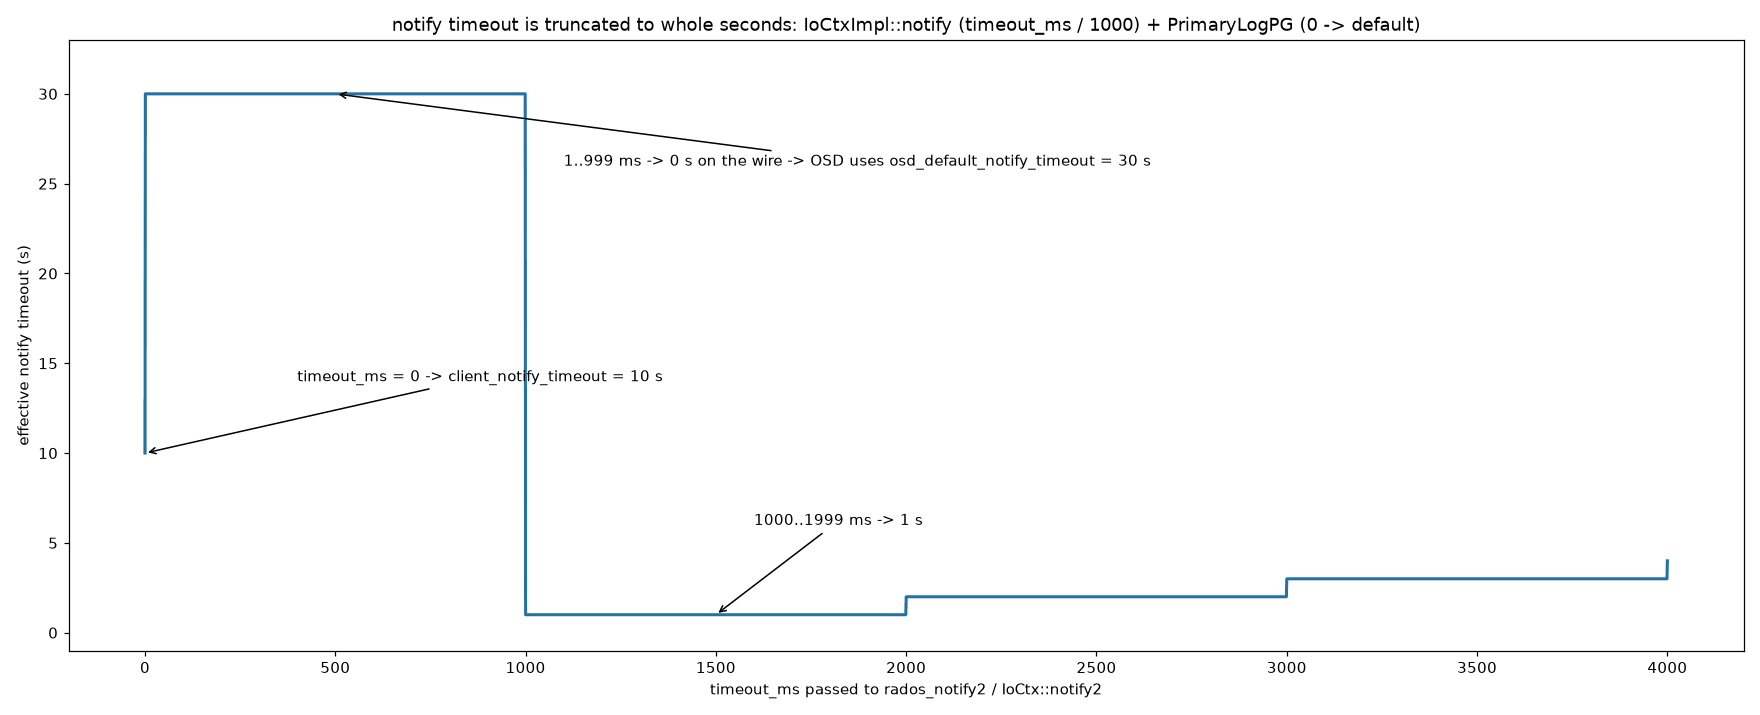 notify timeout is truncated to whole seconds: IoCtxImpl::notify (timeout_ms / 1000) + PrimaryLogPG (0 -> default)
effective notify timeout (s)
30
25
20
15
10
5
0
1..999 ms -> 0 s on the wire -> OSD uses osd_default_notify_timeout = 30 s
timeout_ms = 0 -> client_notify_timeout = 10 s
1000..1999 ms -> 1 s
0 500 1000 1500 2000 2500 3000 3500 4000
timeout_ms passed to rados_notify2 / IoCtx::notify2